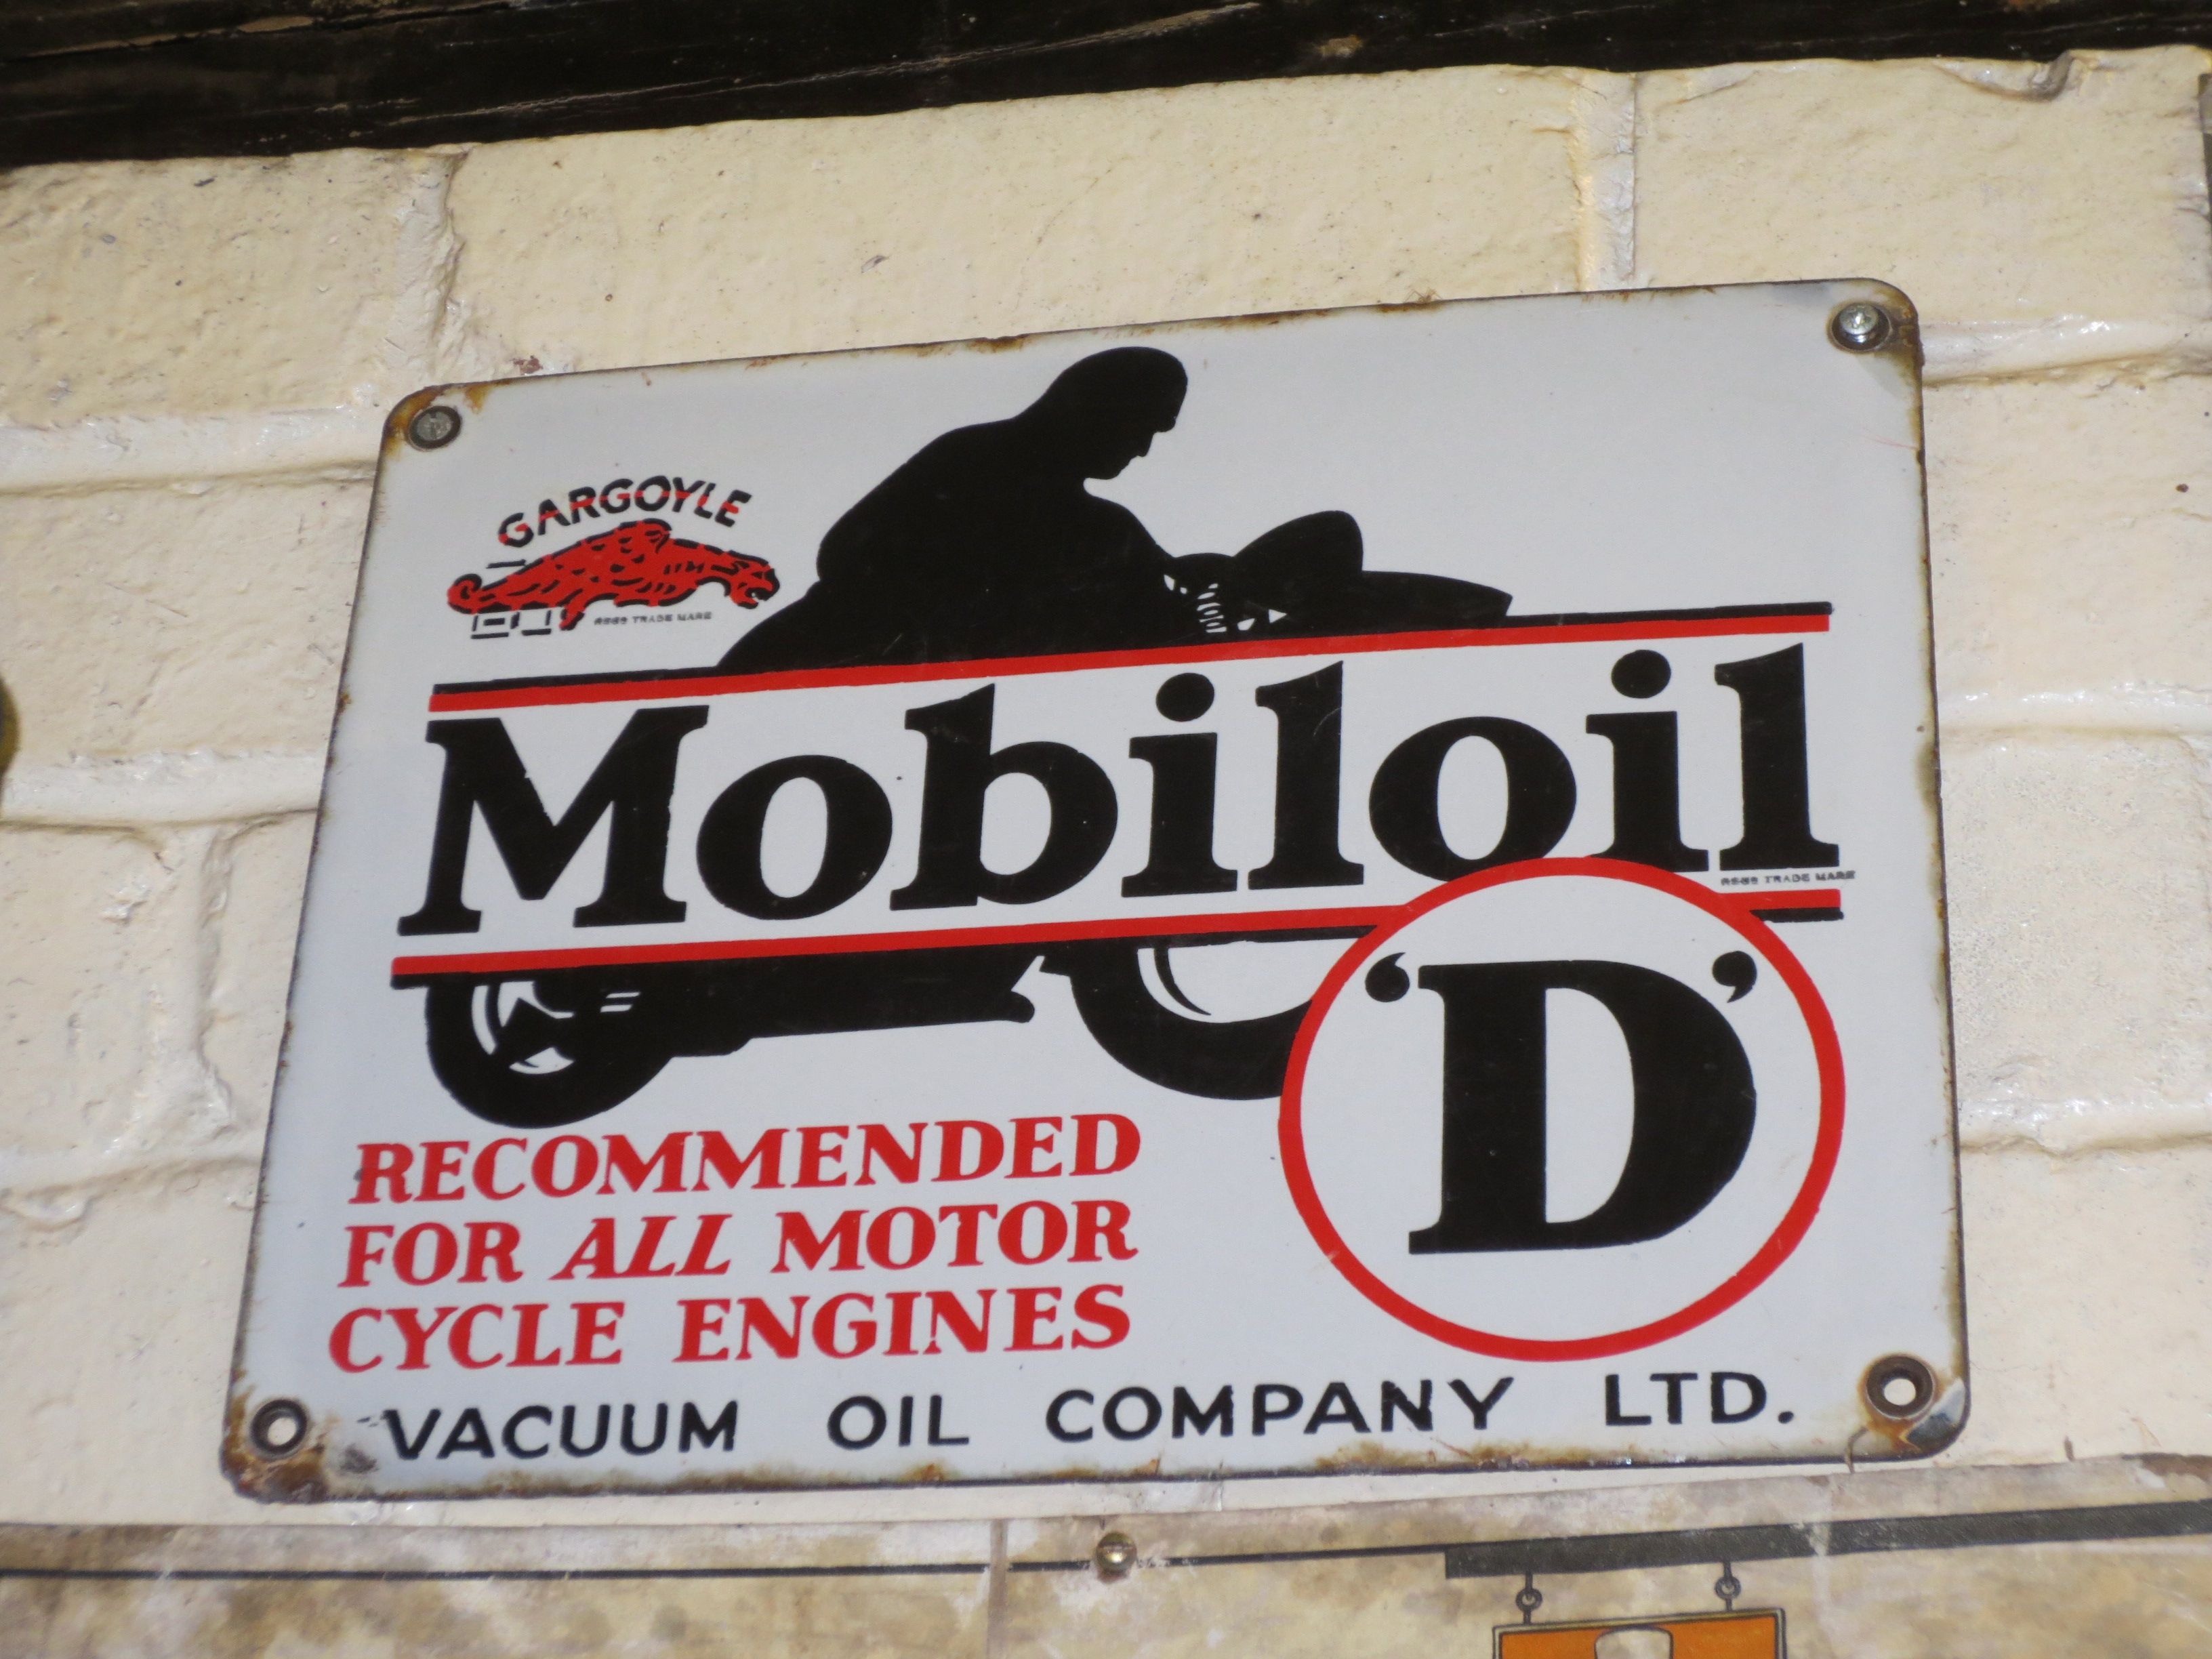 GARGOYLE
REGD TRADE MARK
Mobiloil
REGD TRADE MARK
'D'
RECOMMENDED
FOR ALL MOTOR
CYCLE ENGINES
VACUUM OIL COMPANY LTD.